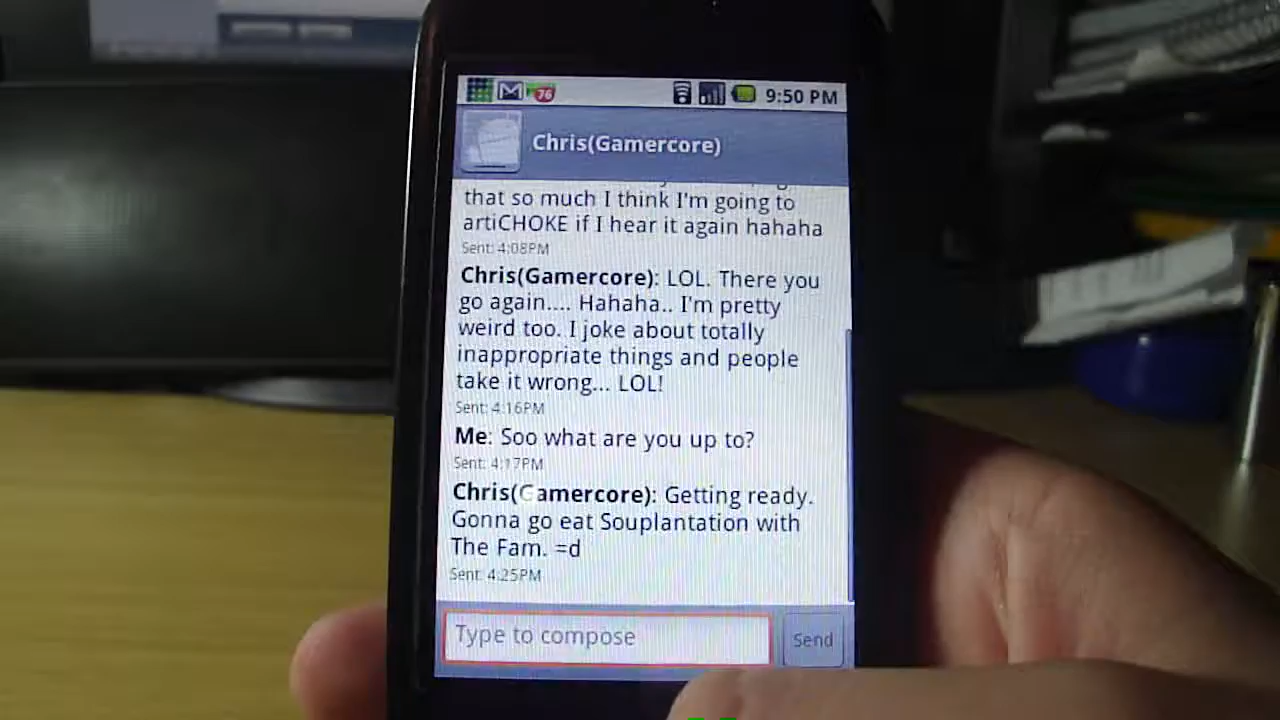 76 9:50 PM
Chris(Gamercore)
that so much I think I'm going to
artiCHOKE if I hear it again hahaha
Sent: 4:08PM
Chris(Gamercore): LOL. There you
go again.... Hahaha.. I'm pretty
weird too. I joke about totally
inappropriate things and people
take it wrong... LOL!
Sent: 4:16PM
Me: Soo what are you up to?
Sent: 4:17PM
Chris(Gamercore): Getting ready.
Gonna go eat Souplantation with
The Fam. =d
Sent: 4:25PM
Type to compose
Send